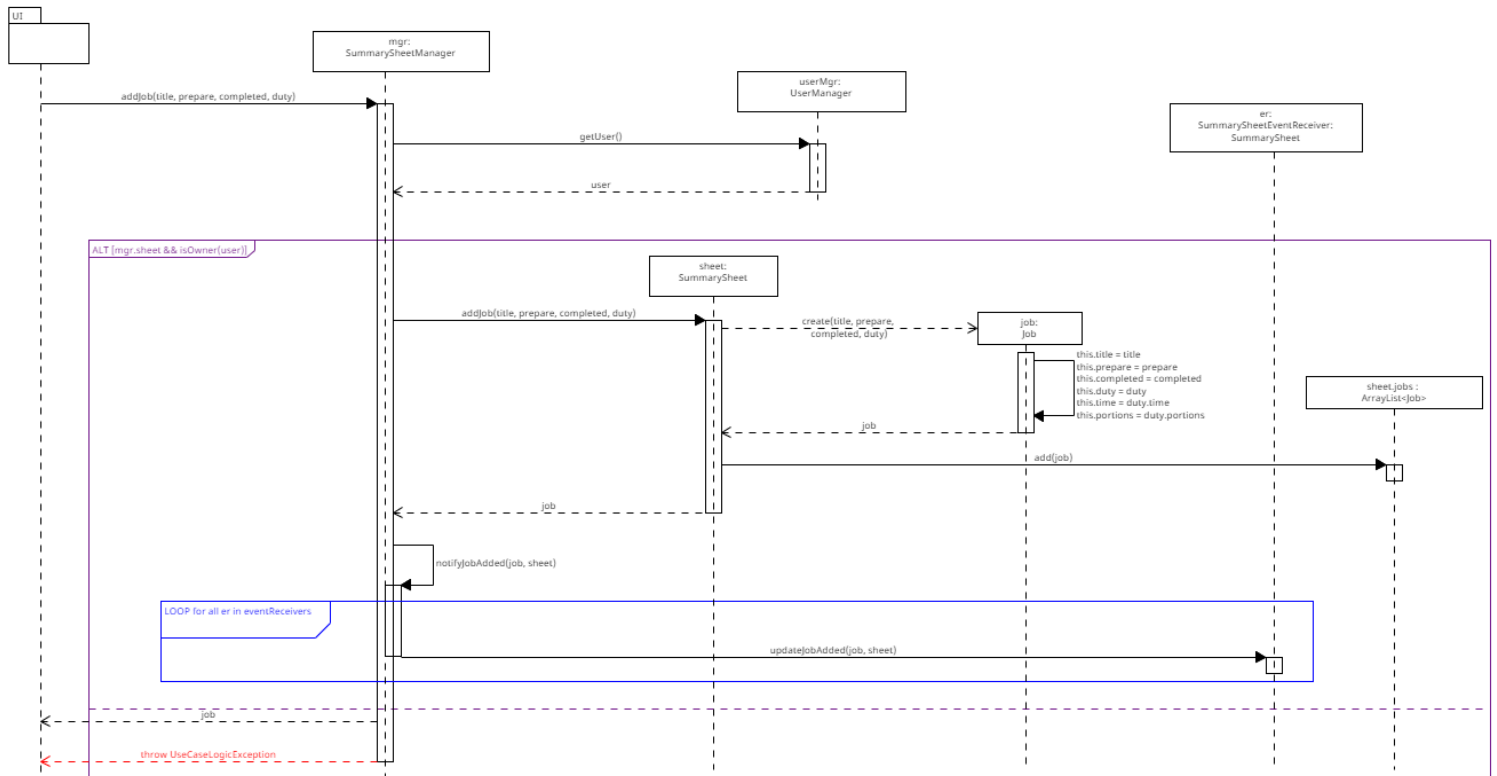 UI
mgr:
SummarySheetManager
userMgr:
UserManager
addJob(title, prepare, completed, duty)
er:
SummarySheetEventReceiver:
SummarySheet
getUser()
user
ALT [mgr.sheet && isOwner(user)]
sheet:
SummarySheet
addJob(title, prepare, completed, duty)
create(title, prepare,
completed, duty)
job:
Job
this.title = title
this.prepare = prepare
this.completed = completed
this.duty = duty
this.time = duty.time
this.portions = duty.portions
sheet.jobs :
ArrayList<Job>
job
add(job)
job
notifyJobAdded(job, sheet)
LOOP for all er in eventReceivers
updateJobAdded(job, sheet)
job
throw UseCaseLogicException